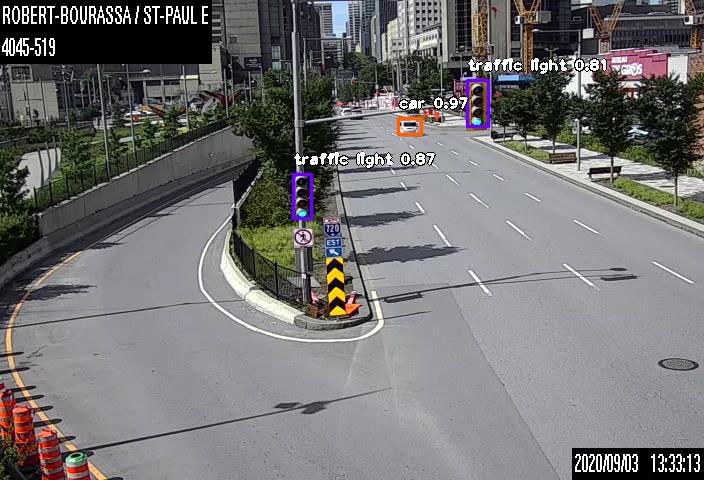 ROBERT-BOURASSA / ST-PAUL E
4045-519
traffic light 0.81
car 0.97
traffic light 0.87
720
EST
2020/09/03 13:33:13